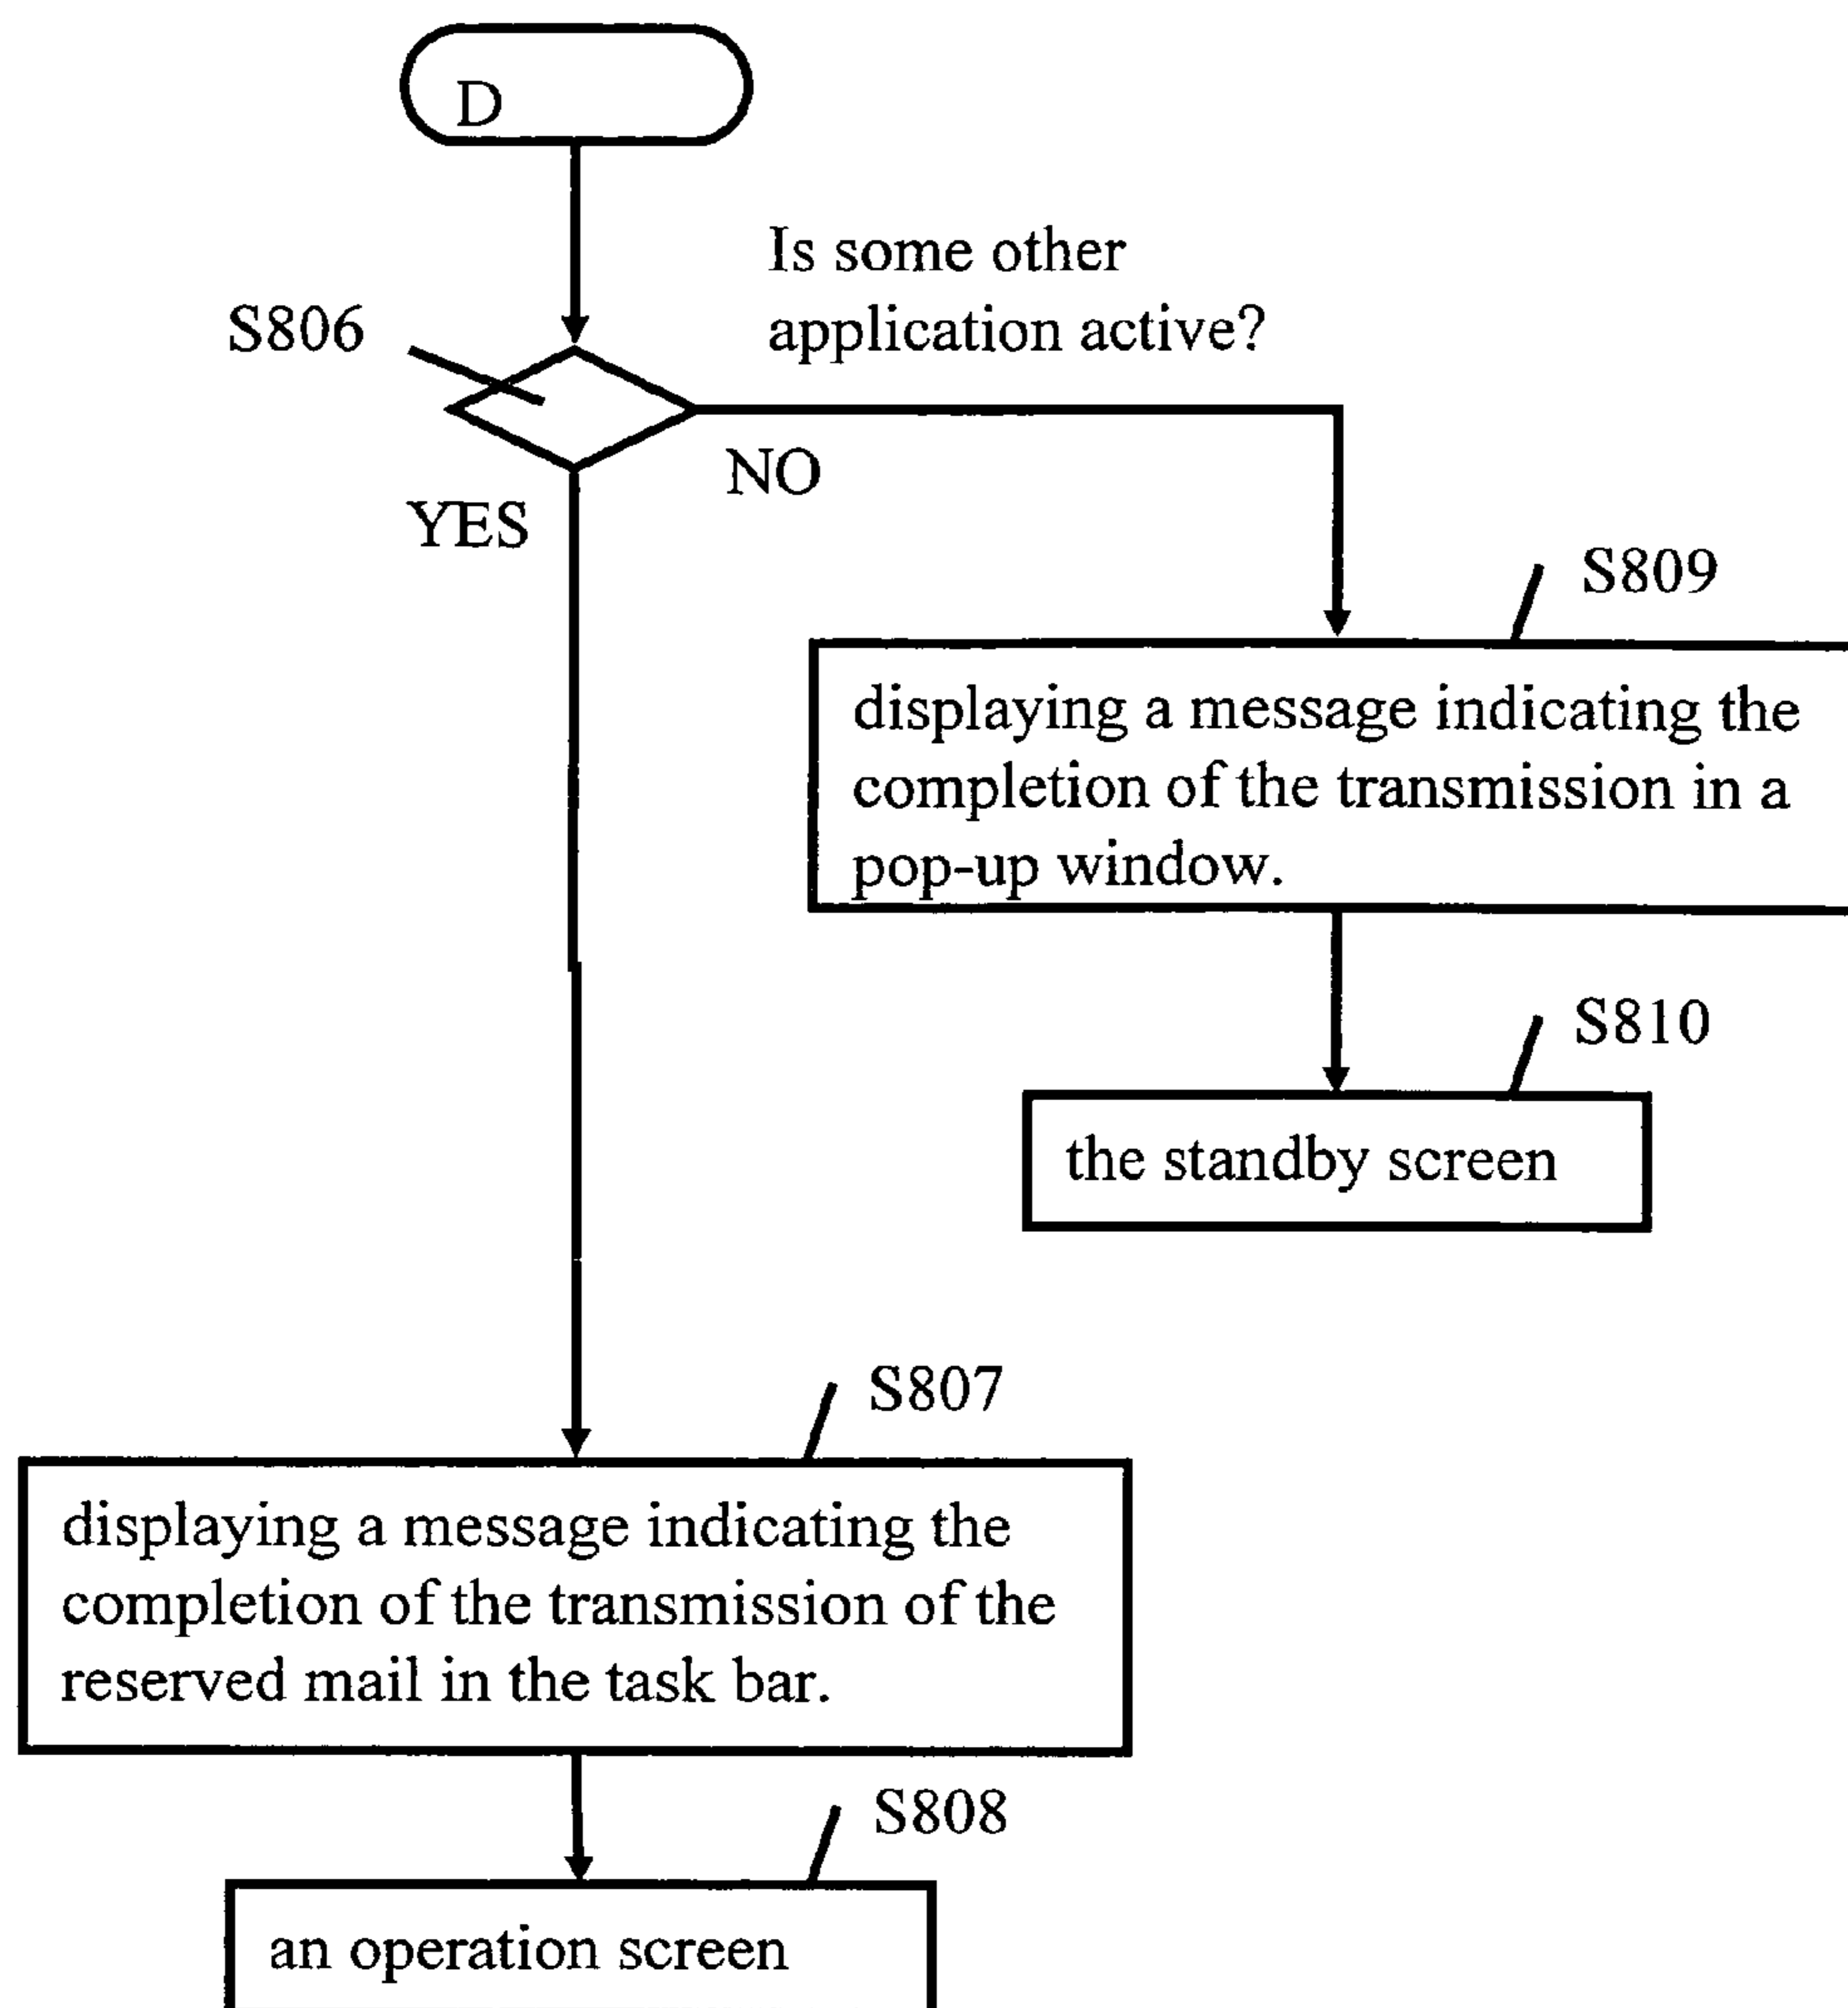 D
Is some other
application active?
S806
NO
YES
S809
displaying a message indicating the
completion of the transmission in a
pop-up window.
S810
the standby screen
S807
displaying a message indicating the
completion of the transmission of the
reserved mail in the task bar.
S808
an operation screen